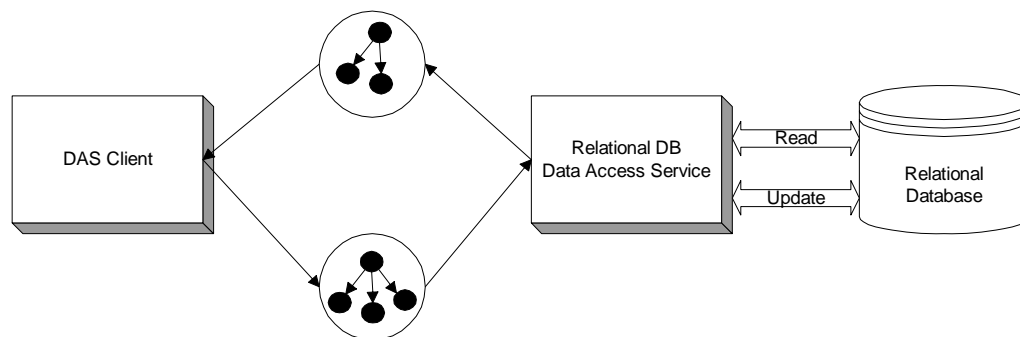 DAS Client
Relational DB
Data Access Service
Read
Update
Relational
Database